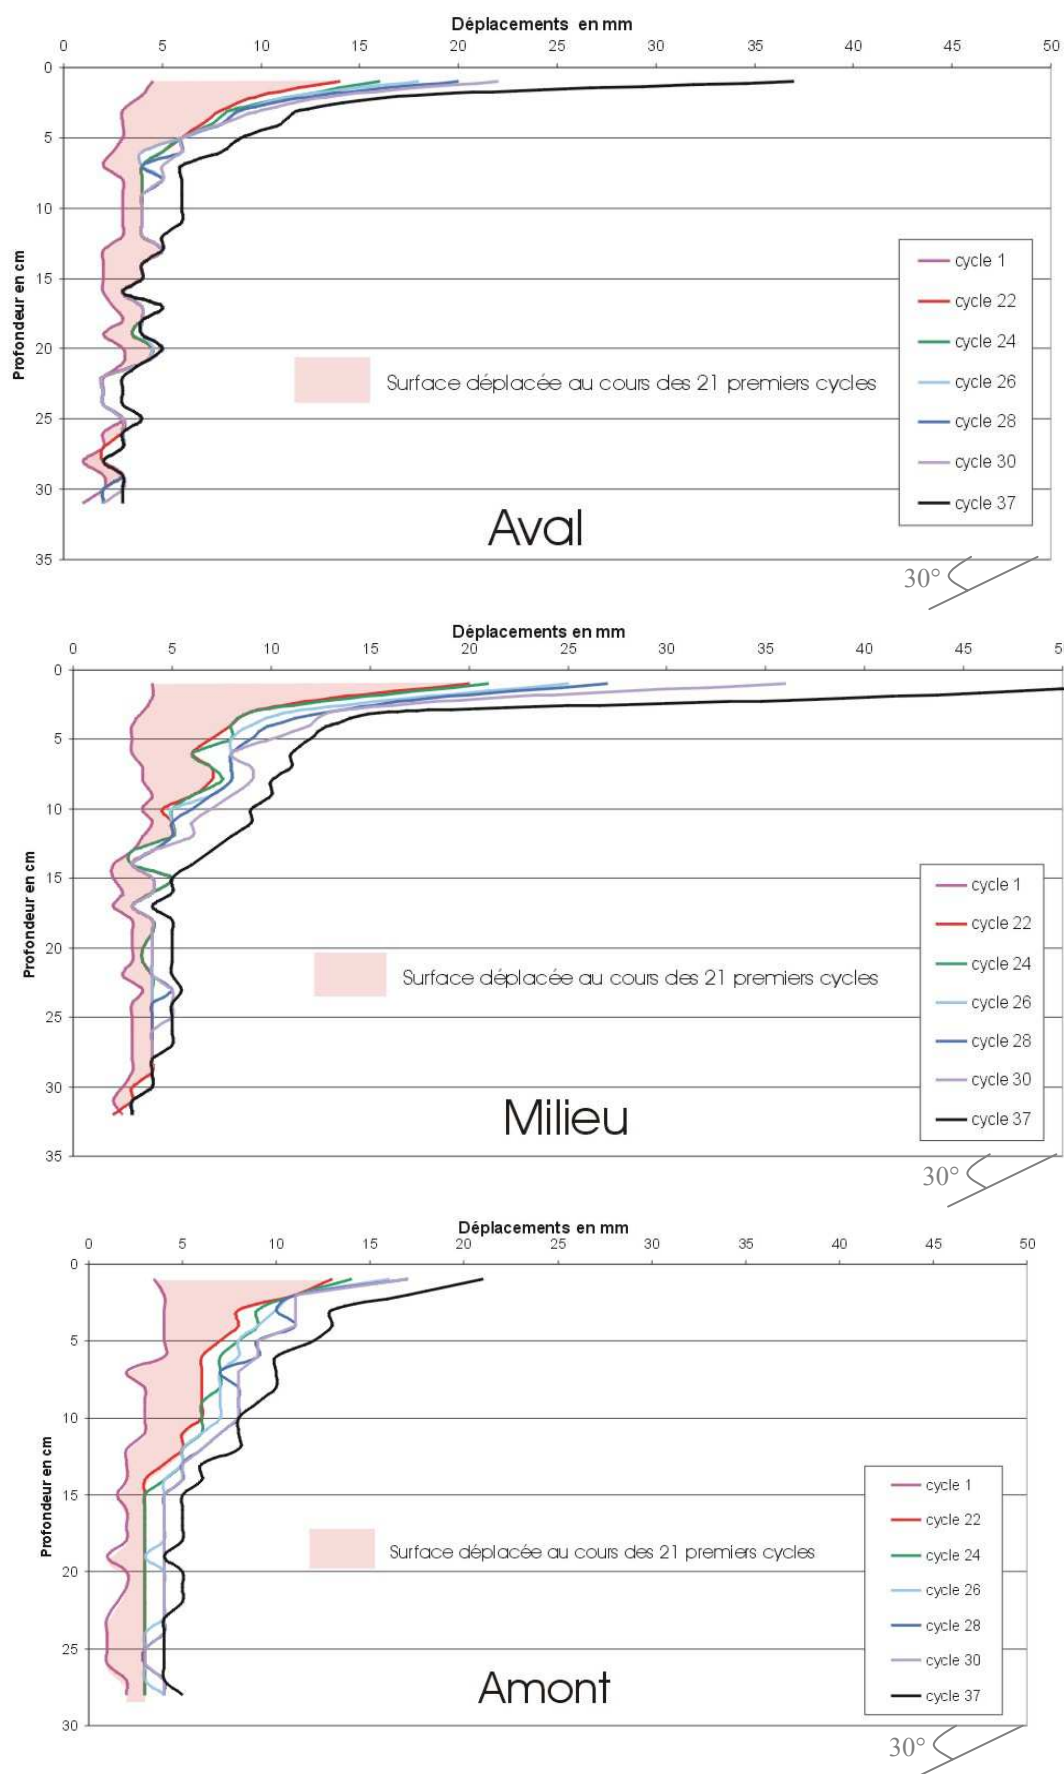 Déplacements en mm
0 5 10 15 20 25 30 35 40 45 50
0
5
10
15
20
25
30
35
Profondeur en cm
cycle 1
cycle 22
cycle 24
cycle 26
cycle 28
cycle 30
cycle 37
Surface déplacée au cours des 21 premiers cycles
Aval
30°
Déplacements en mm
0 5 10 15 20 25 30 35 40 45 5
0
5
10
15
20
25
30
35
Profondeur en cm
cycle 1
cycle 22
cycle 24
cycle 26
cycle 28
cycle 30
cycle 37
Surface déplacée au cours des 21 premiers cycles
Milieu
30°
Déplacements en mm
0 5 10 15 20 25 30 35 40 45 50
0
5
10
15
20
25
30
Profondeur en cm
cycle 1
cycle 22
cycle 24
cycle 26
cycle 28
cycle 30
cycle 37
Surface déplacée au cours des 21 premiers cycles
Amont
30°